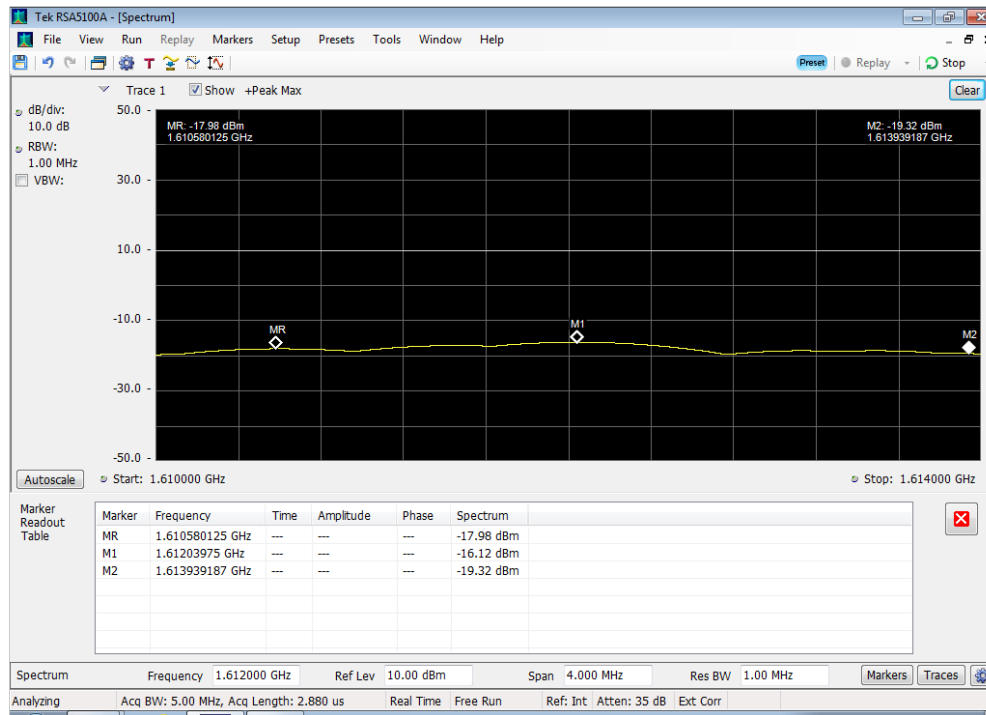 Tek RSA5100A - [Spectrum]
File View Run Replay Markers Setup Presets Tools Window Help
T Preset Replay Stop
Trace 1 Show +Peak Max Clear
dB/div:
10.0 dB
RBW:
1.00 MHz
VBW:
50.0
30.0
10.0
-10.0
-30.0
-50.0
MR: -17.98 dBm
1.610580125 GHz
M2: -19.32 dBm
1.613939187 GHz
MR
M1
M2
Autoscale Start: 1.610000 GHz Stop: 1.614000 GHz
Marker
Readout
Table
Marker Frequency Time Amplitude Phase Spectrum
MR 1.610580125 GHz --- --- --- -17.98 dBm
M1 1.61203975 GHz --- --- --- -16.12 dBm
M2 1.613939187 GHz --- --- --- -19.32 dBm
Spectrum Frequency 1.612000 GHz Ref Lev 10.00 dBm Span 4.000 MHz Res BW 1.00 MHz Markers Traces
Analyzing Acq BW: 5.00 MHz, Acq Length: 2.880 us Real Time Free Run Ref: Int Atten: 35 dB Ext Corr